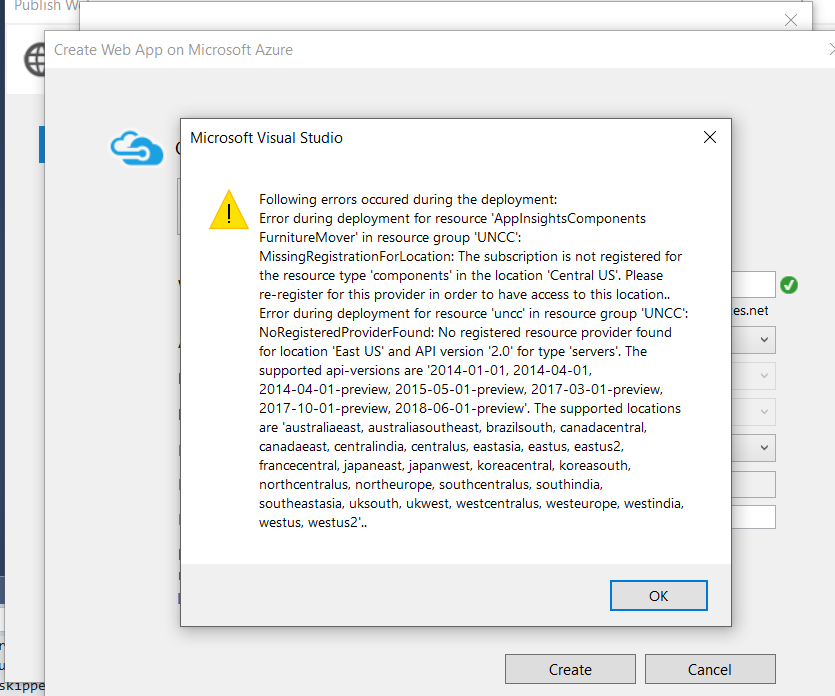 Publish W
Create Web App on Microsoft Azure
Microsoft Visual Studio
Following errors occured during the deployment:
Error during deployment for resource 'AppInsightsComponents
FurnitureMover' in resource group 'UNCC':
MissingRegistrationForLocation: The subscription is not registered for
the resource type 'components' in the location 'Central US'. Please
re-register for this provider in order to have access to this location..
Error during deployment for resource 'uncc' in resource group 'UNCC':
NoRegisteredProviderFound: No registered resource provider found
for location 'East US' and API version '2.0' for type 'servers'. The
supported api-versions are '2014-01-01, 2014-04-01,
2014-04-01-preview, 2015-05-01-preview, 2017-03-01-preview,
2017-10-01-preview, 2018-06-01-preview'. The supported locations
are 'australiaeast, australiasoutheast, brazilsouth, canadacentral,
canadaeast, centralindia, centralus, eastasia, eastus, eastus2,
francecentral, japaneast, japanwest, koreacentral, koreasouth,
northcentralus, northeurope, southcentralus, southindia,
southeastasia, uksouth, ukwest, westcentralus, westeurope, westindia,
westus, westus2'..
es.net
OK
Create
Cancel
skippe